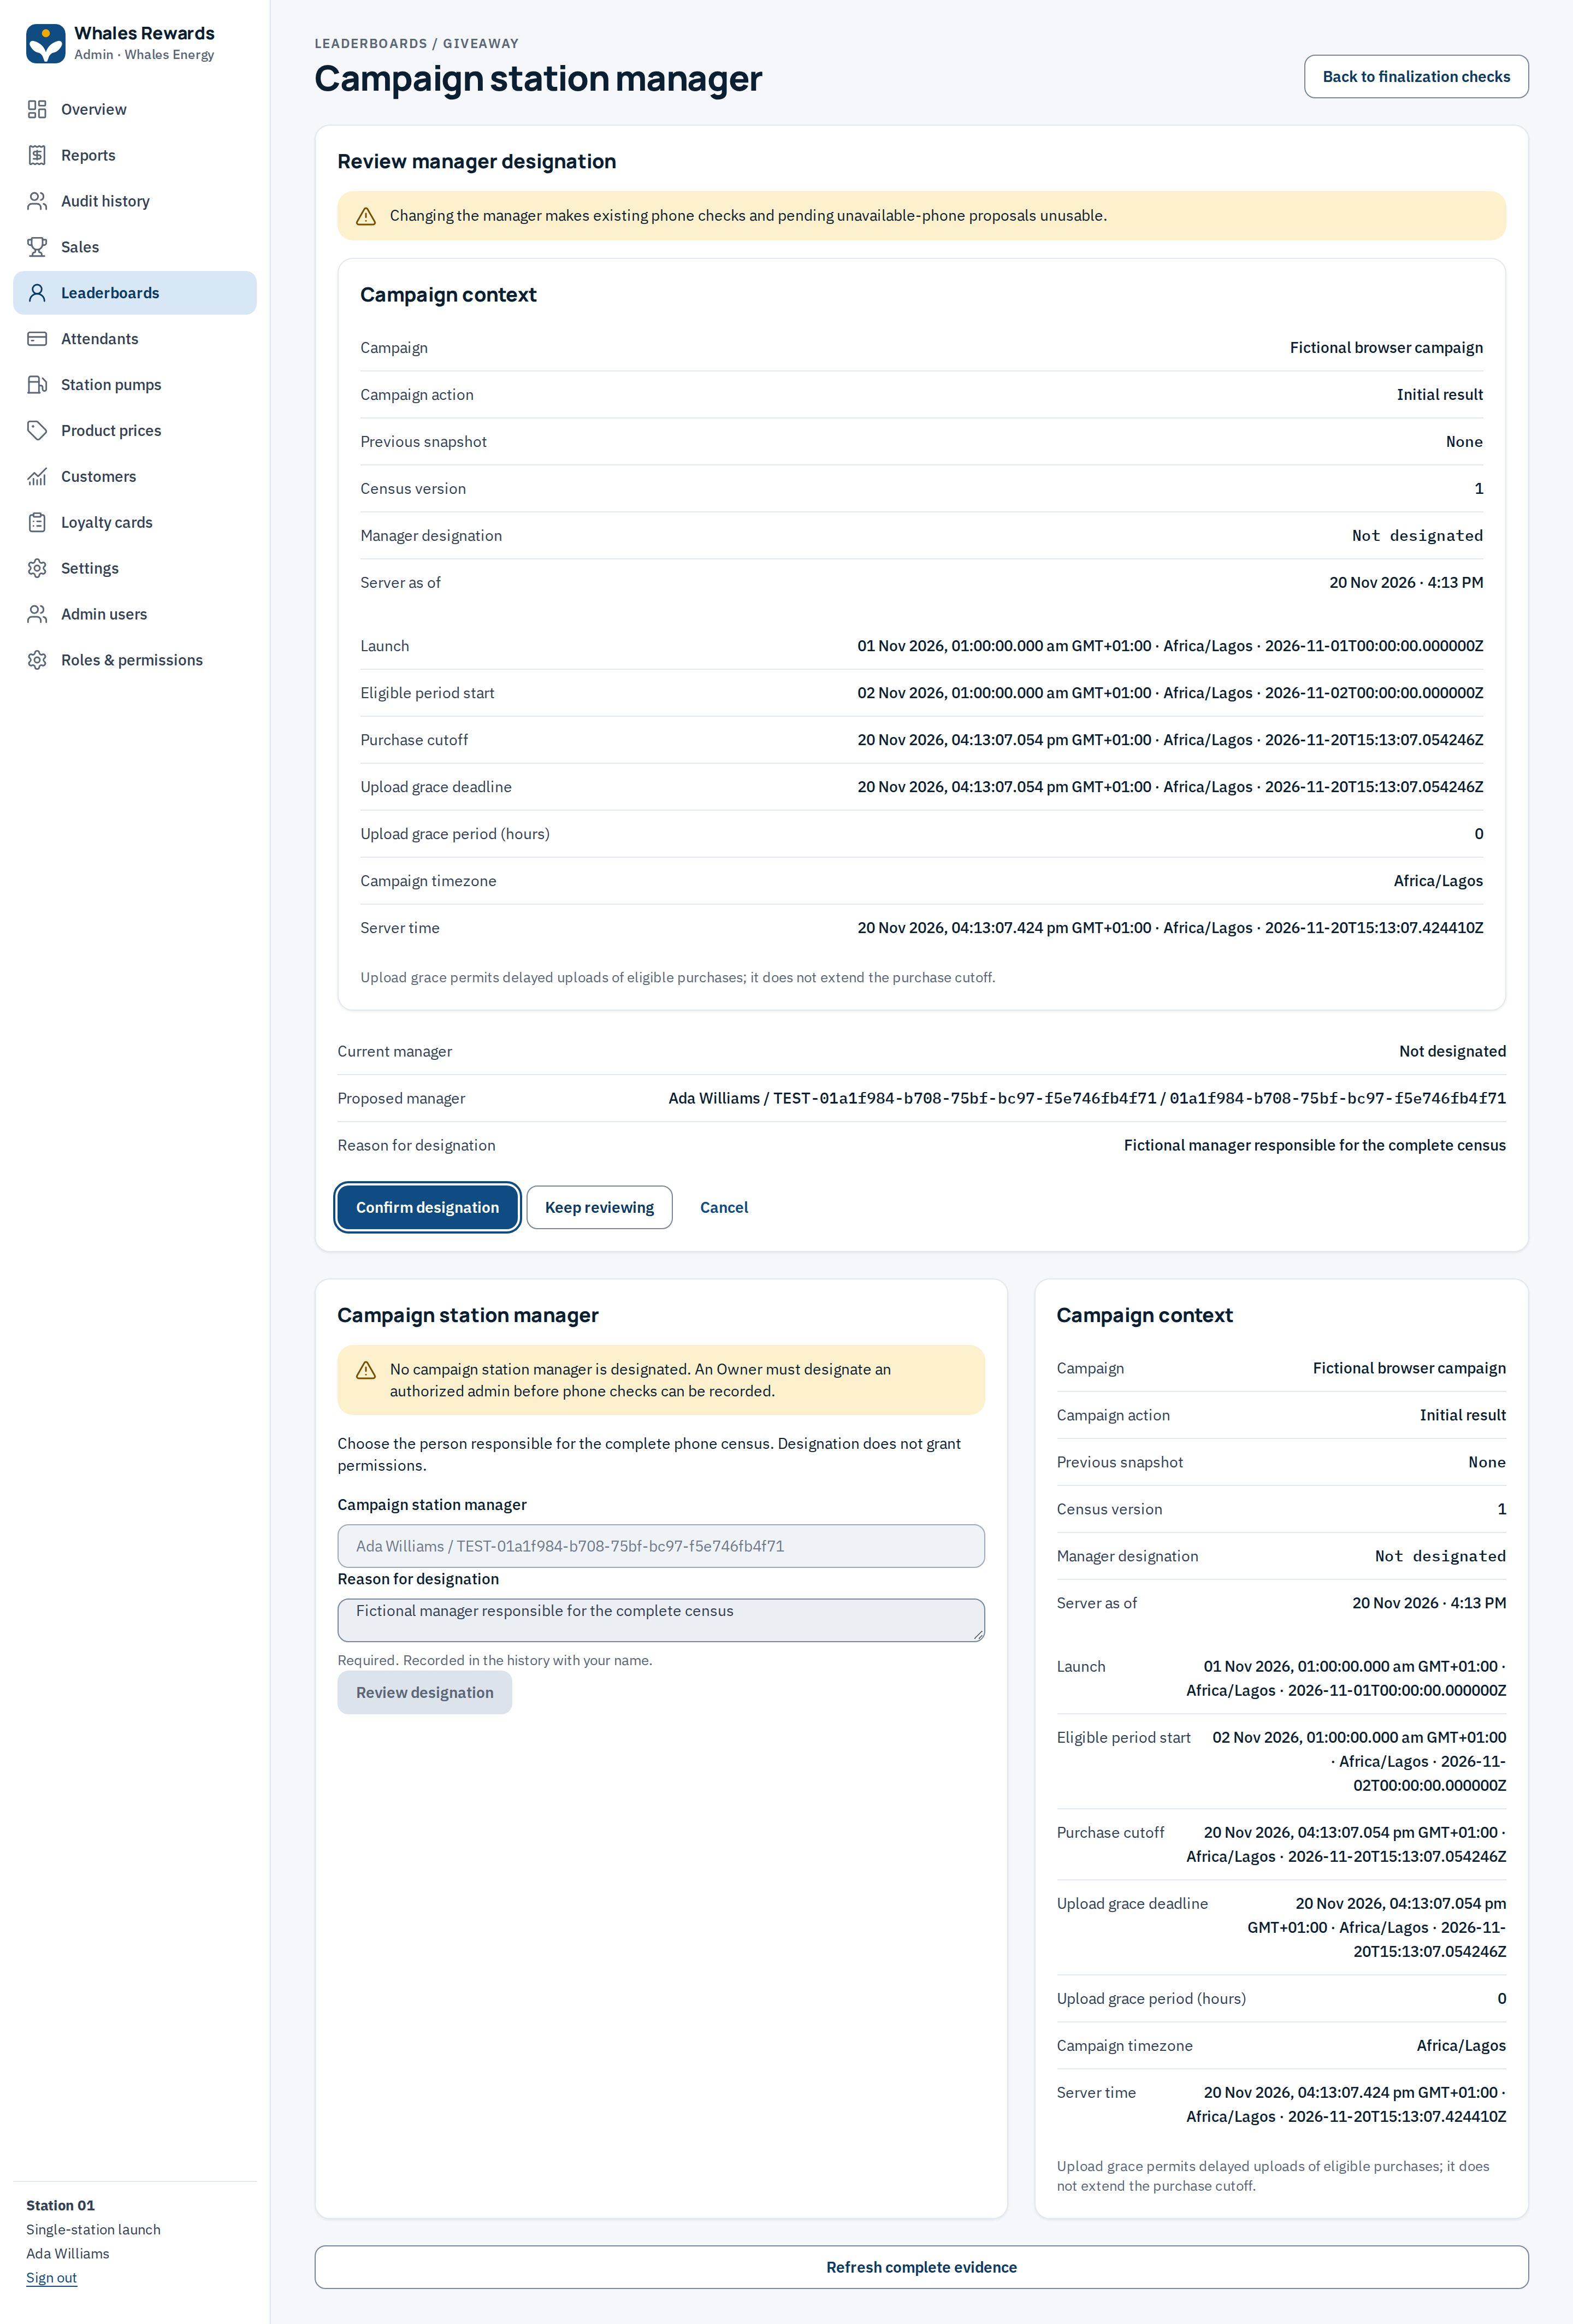 Whales Rewards
Admin · Whales Energy
Overview
Reports
Audit history
Sales
Leaderboards
Attendants
Station pumps
Product prices
Customers
Loyalty cards
Settings
Admin users
Roles & permissions
Station 01
Single-station launch
Ada Williams
Sign out
LEADERBOARDS / GIVEAWAY
Campaign station manager
Back to finalization checks
Review manager designation
Changing the manager makes existing phone checks and pending unavailable-phone proposals unusable.
Campaign context
Campaign Fictional browser campaign
Campaign action Initial result
Previous snapshot None
Census version 1
Manager designation Not designated
Server as of 20 Nov 2026 · 4:13 PM
Launch 01 Nov 2026, 01:00:00.000 am GMT+01:00 · Africa/Lagos · 2026-11-01T00:00:00.000000Z
Eligible period start 02 Nov 2026, 01:00:00.000 am GMT+01:00 · Africa/Lagos · 2026-11-02T00:00:00.000000Z
Purchase cutoff 20 Nov 2026, 04:13:07.054 pm GMT+01:00 · Africa/Lagos · 2026-11-20T15:13:07.054246Z
Upload grace deadline 20 Nov 2026, 04:13:07.054 pm GMT+01:00 · Africa/Lagos · 2026-11-20T15:13:07.054246Z
Upload grace period (hours) 0
Campaign timezone Africa/Lagos
Server time 20 Nov 2026, 04:13:07.424 pm GMT+01:00 · Africa/Lagos · 2026-11-20T15:13:07.424410Z
Upload grace permits delayed uploads of eligible purchases; it does not extend the purchase cutoff.
Current manager Not designated
Proposed manager Ada Williams / TEST-01a1f984-b708-75bf-bc97-f5e746fb4f71 / 01a1f984-b708-75bf-bc97-f5e746fb4f71
Reason for designation Fictional manager responsible for the complete census
Confirm designation Keep reviewing Cancel
Campaign station manager
No campaign station manager is designated. An Owner must designate an
authorized admin before phone checks can be recorded.
Choose the person responsible for the complete phone census. Designation does not grant
permissions.
Campaign station manager
Ada Williams / TEST-01a1f984-b708-75bf-bc97-f5e746fb4f71
Reason for designation
Fictional manager responsible for the complete census
Required. Recorded in the history with your name.
Review designation
Campaign context
Campaign Fictional browser campaign
Campaign action Initial result
Previous snapshot None
Census version 1
Manager designation Not designated
Server as of 20 Nov 2026 · 4:13 PM
Launch 01 Nov 2026, 01:00:00.000 am GMT+01:00 ·
Africa/Lagos · 2026-11-01T00:00:00.000000Z
Eligible period start 02 Nov 2026, 01:00:00.000 am GMT+01:00
· Africa/Lagos · 2026-11-
02T00:00:00.000000Z
Purchase cutoff 20 Nov 2026, 04:13:07.054 pm GMT+01:00 ·
Africa/Lagos · 2026-11-20T15:13:07.054246Z
Upload grace deadline 20 Nov 2026, 04:13:07.054 pm
GMT+01:00 · Africa/Lagos · 2026-11-
20T15:13:07.054246Z
Upload grace period (hours) 0
Campaign timezone Africa/Lagos
Server time 20 Nov 2026, 04:13:07.424 pm GMT+01:00 ·
Africa/Lagos · 2026-11-20T15:13:07.424410Z
Upload grace permits delayed uploads of eligible purchases; it does
not extend the purchase cutoff.
Refresh complete evidence